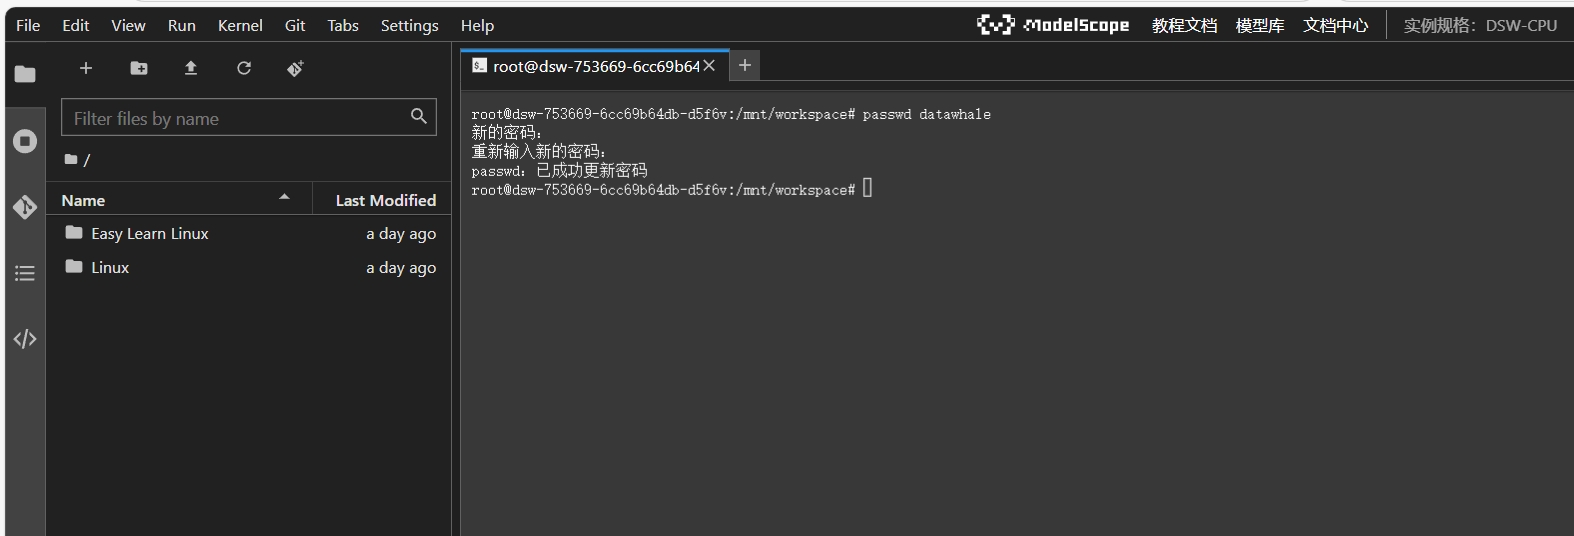 File Edit View Run Kernel Git Tabs Settings Help
ModelScope 教程文档 模型库 文档中心 实例规格：DSW-CPU
Filter files by name
/
Name Last Modified
Easy Learn Linux a day ago
Linux a day ago
root@dsw-753669-6cc69b64
root@dsw-753669-6cc69b64db-d5f6v:/mnt/workspace# passwd datawhale
新的密码：
重新输入新的密码：
passwd：已成功更新密码
root@dsw-753669-6cc69b64db-d5f6v:/mnt/workspace#